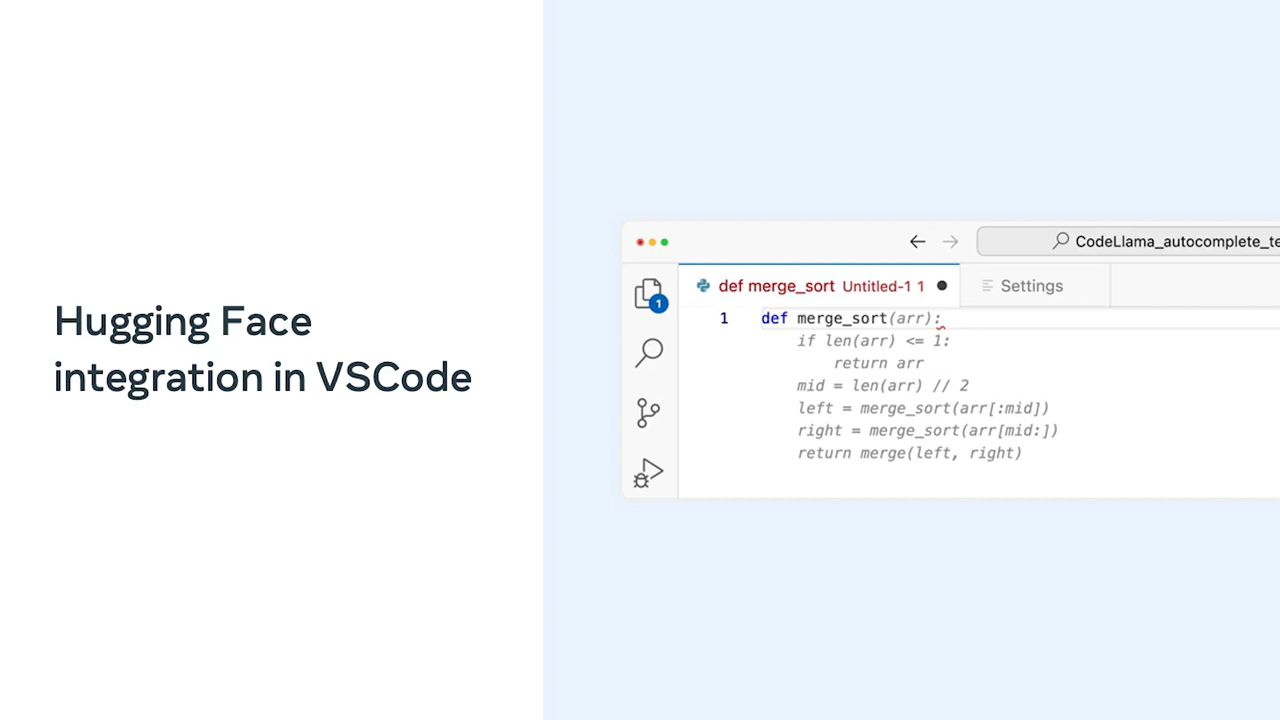 Hugging Face
integration in VSCode
CodeLlama_autocomplete_te
1
def merge_sort Untitled-1 1
Settings
1 def merge_sort(arr):
if len(arr) <= 1:
return arr
mid = len(arr) // 2
left = merge_sort(arr[:mid])
right = merge_sort(arr[mid:])
return merge(left, right)